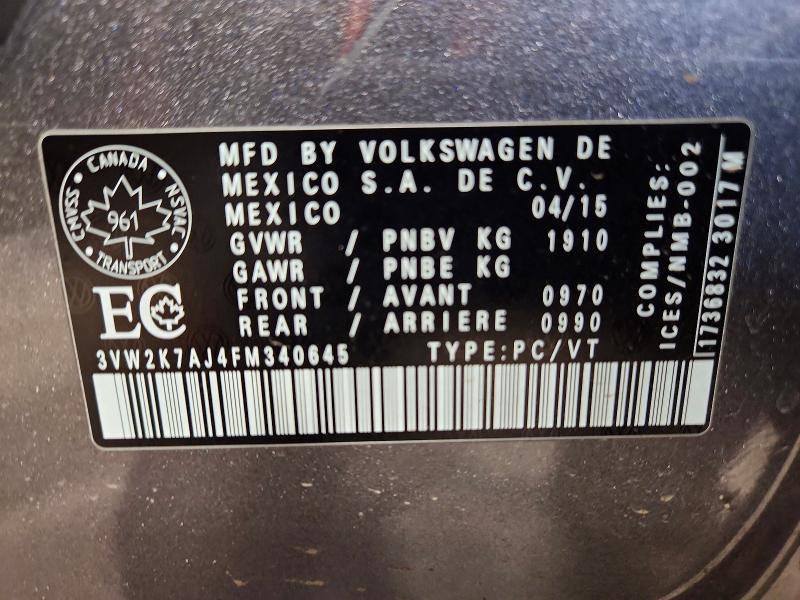 CANADA
CMVSS
NSVAC
961
TRANSPORT
EC
MFD BY VOLKSWAGEN DE
MEXICO S.A. DE C.V.
MEXICO 04/15
GVWR / PNBV KG 1910
GAWR / PNBE KG
FRONT / AVANT 0970
REAR / ARRIERE 0990
3VW2K7AJ4FM340645 TYPE:PC/VT
COMPLIES:
ICES/NMB-002
11736832 3017 M